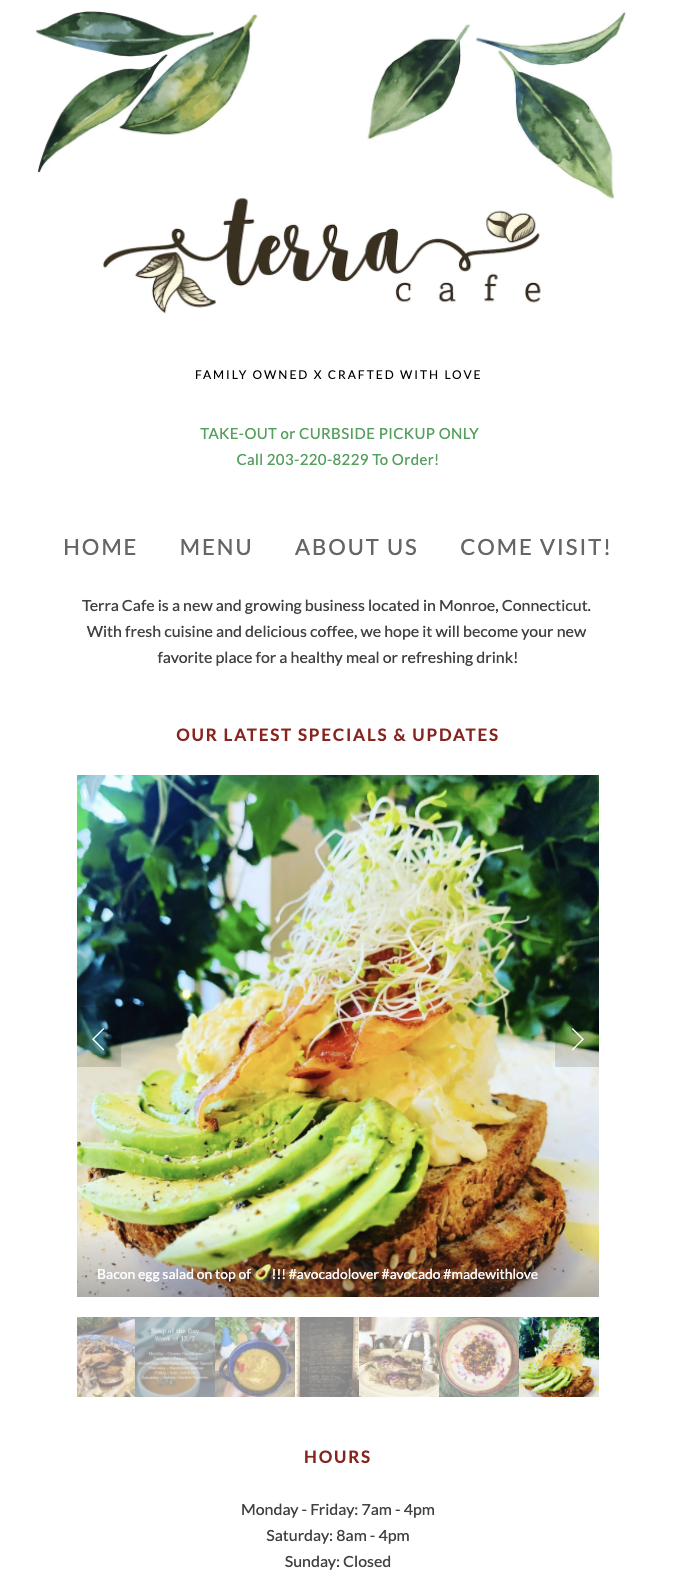 terra
cafe
FAMILY OWNED X CRAFTED WITH LOVE
TAKE-OUT or CURBSIDE PICKUP ONLY
Call 203-220-8229 To Order!
HOME MENU ABOUT US COME VISIT!
Terra Cafe is a new and growing business located in Monroe, Connecticut.
With fresh cuisine and delicious coffee, we hope it will become your new
favorite place for a healthy meal or refreshing drink!
OUR LATEST SPECIALS & UPDATES
Bacon egg salad on top of 🥑!!! #avocadolover #avocado #madewithlove
Soup of the Day
HOURS
Monday - Friday: 7am - 4pm
Saturday: 8am - 4pm
Sunday: Closed